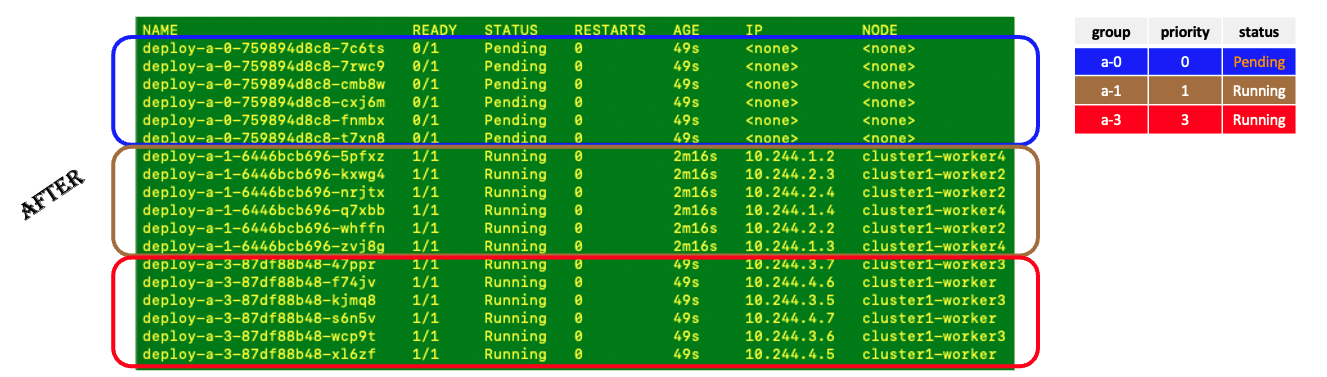 NAME READY STATUS RESTARTS AGE IP NODE
deploy-a-0-759894d8c8-7c6ts 0/1 Pending 0 49s <none> <none>
deploy-a-0-759894d8c8-7rwc9 0/1 Pending 0 49s <none> <none>
deploy-a-0-759894d8c8-cmb8w 0/1 Pending 0 49s <none> <none>
deploy-a-0-759894d8c8-cxj6m 0/1 Pending 0 49s <none> <none>
deploy-a-0-759894d8c8-fnmbx 0/1 Pending 0 49s <none> <none>
deploy-a-0-759894d8c8-t7xn8 0/1 Pending 0 49s <none> <none>
deploy-a-1-6446bcb696-5pfxz 1/1 Running 0 2m16s 10.244.1.2 cluster1-worker4
deploy-a-1-6446bcb696-kxwg4 1/1 Running 0 2m16s 10.244.2.3 cluster1-worker2
deploy-a-1-6446bcb696-nrjtx 1/1 Running 0 2m16s 10.244.2.4 cluster1-worker2
deploy-a-1-6446bcb696-q7xbb 1/1 Running 0 2m16s 10.244.1.4 cluster1-worker4
deploy-a-1-6446bcb696-whffn 1/1 Running 0 2m16s 10.244.2.2 cluster1-worker2
deploy-a-1-6446bcb696-zvj8g 1/1 Running 0 2m16s 10.244.1.3 cluster1-worker4
deploy-a-3-87df88b48-47ppr 1/1 Running 0 49s 10.244.3.7 cluster1-worker3
deploy-a-3-87df88b48-f74jv 1/1 Running 0 49s 10.244.4.6 cluster1-worker
deploy-a-3-87df88b48-kjmq8 1/1 Running 0 49s 10.244.3.5 cluster1-worker3
deploy-a-3-87df88b48-s6n5v 1/1 Running 0 49s 10.244.4.7 cluster1-worker
deploy-a-3-87df88b48-wcp9t 1/1 Running 0 49s 10.244.3.6 cluster1-worker3
deploy-a-3-87df88b48-xl6zf 1/1 Running 0 49s 10.244.4.5 cluster1-worker
AFTER
group priority status
a-0 0 Pending
a-1 1 Running
a-3 3 Running